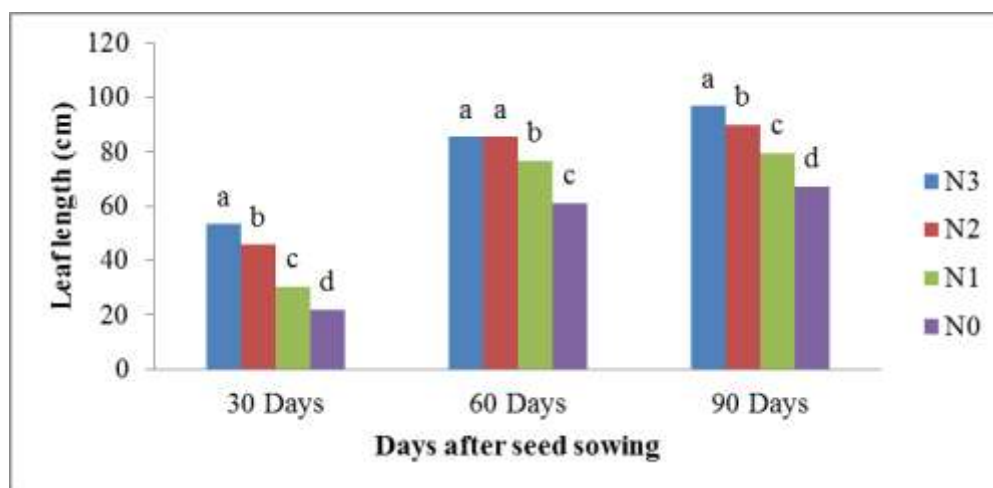 120
100
80
60
40
20
0
Leaf length (cm)
a b c d
a a b c
a b c d
30 Days 60 Days 90 Days
Days after seed sowing
N3
N2
N1
N0